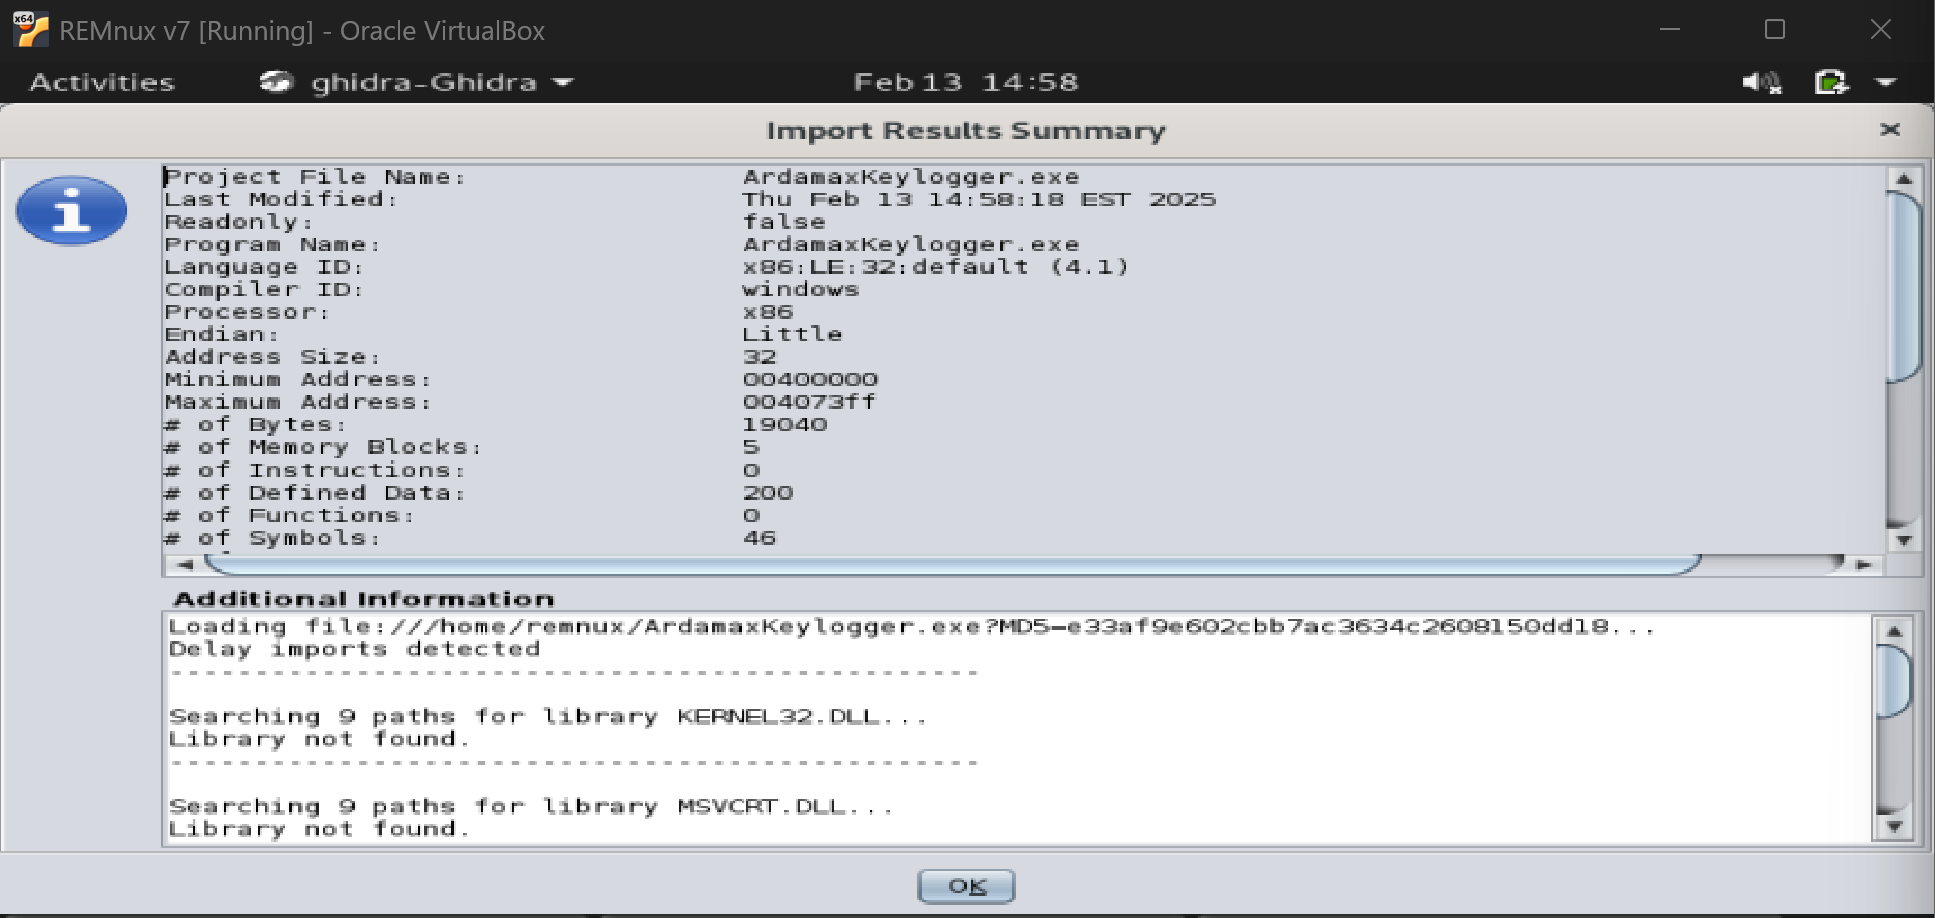 x64
REMnux v7 [Running] - Oracle VirtualBox
Activities ghidra-Ghidra Feb 13 14:58
Import Results Summary
Project File Name: ArdamaxKeylogger.exe
Last Modified: Thu Feb 13 14:58:18 EST 2025
Readonly: false
Program Name: ArdamaxKeylogger.exe
Language ID: x86:LE:32:default (4.1)
Compiler ID: windows
Processor: x86
Endian: Little
Address Size: 32
Minimum Address: 00400000
Maximum Address: 004073ff
# of Bytes: 19040
# of Memory Blocks: 5
# of Instructions: 0
# of Defined Data: 200
# of Functions: 0
# of Symbols: 46
Additional Information
Loading file:///home/remnux/ArdamaxKeylogger.exe?MD5=e33af9e602cbb7ac3634c2608150dd18...
Delay imports detected
------------------------------------------------
Searching 9 paths for library KERNEL32.DLL...
Library not found.
------------------------------------------------
Searching 9 paths for library MSVCRT.DLL...
Library not found.
OK